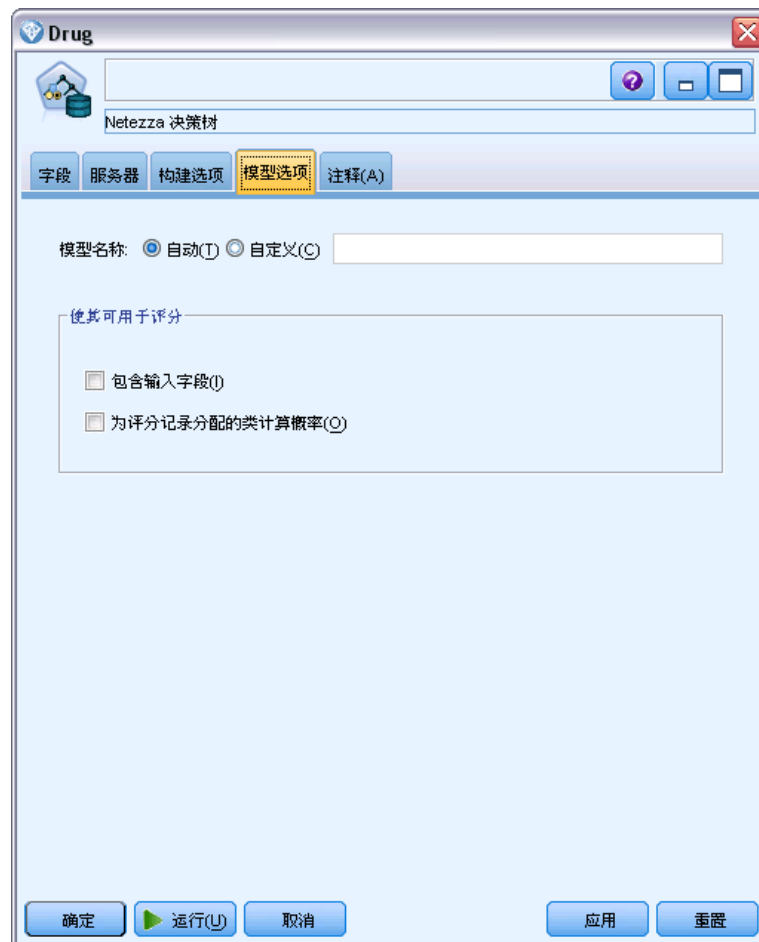 Drug
Netezza 决策树
字段 服务器 构建选项 模型选项 注释(A)
模型名称: 自动(T) 自定义(C)
使其可用于评分
包含输入字段(I)
为评分记录分配的类计算概率(O)
确定 运行(U) 取消 应用 重置